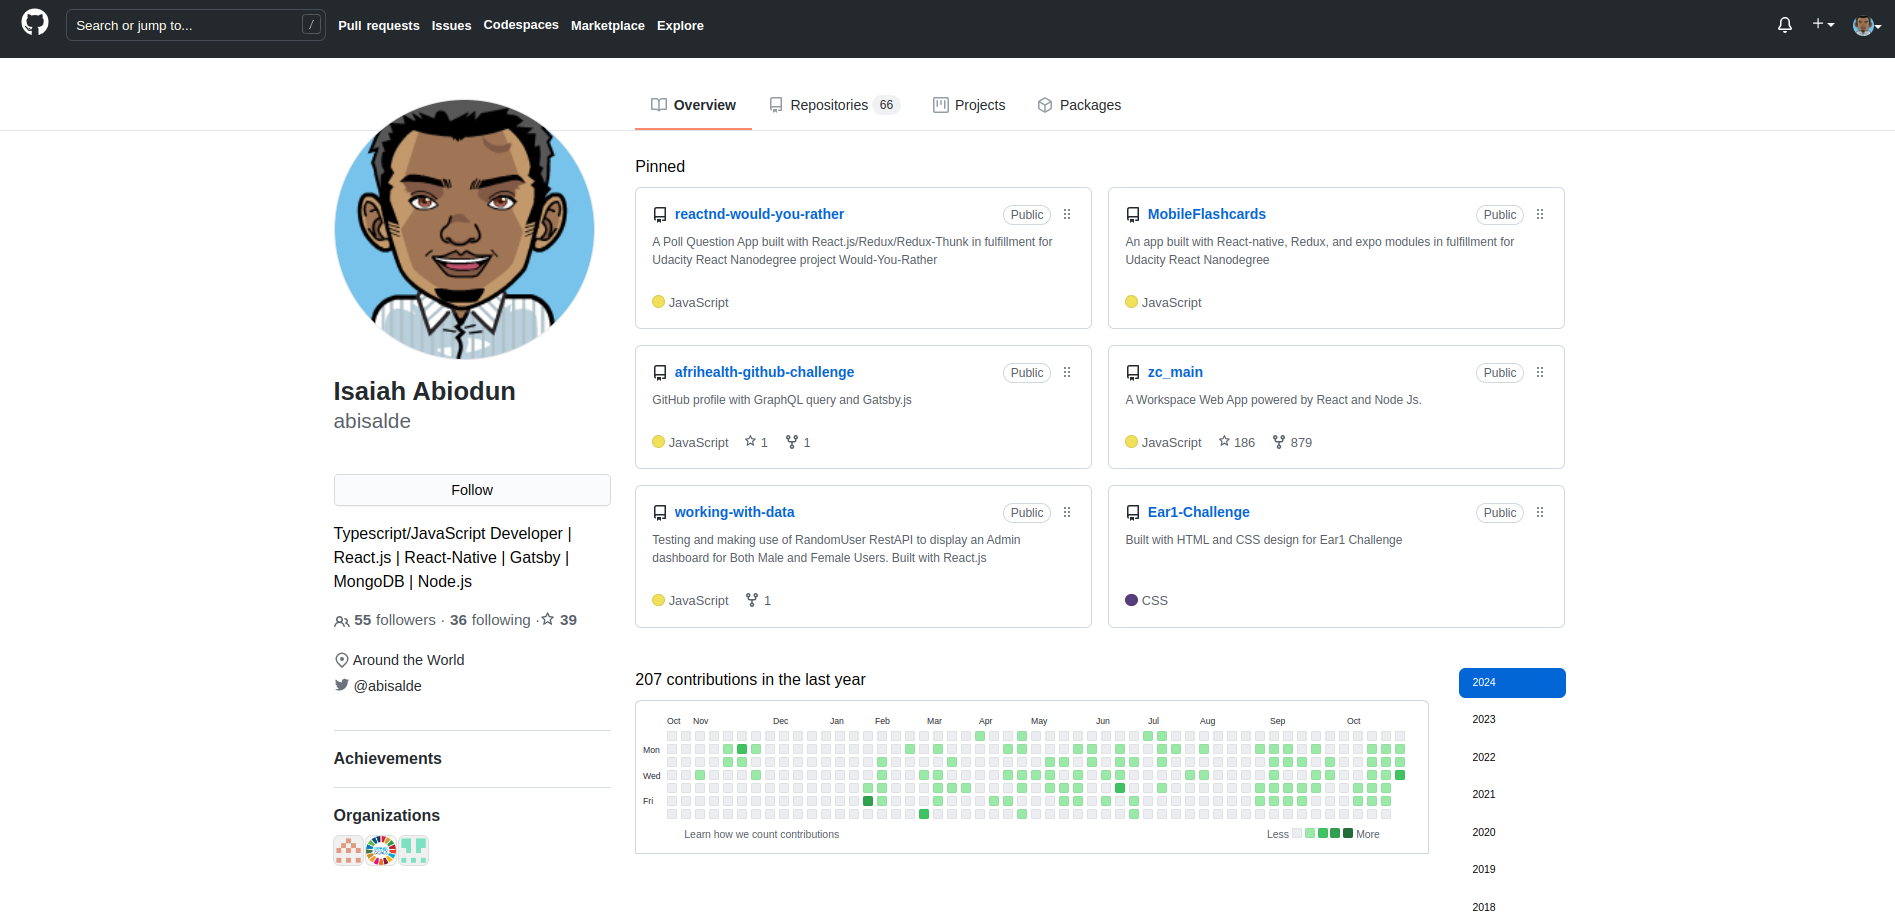 Search or jump to... /
Pull requests Issues Codespaces Marketplace Explore
Overview Repositories 66 Projects Packages
Isaiah Abiodun
abisalde
Follow
Typescript/JavaScript Developer |
React.js | React-Native | Gatsby |
MongoDB | Node.js
55 followers · 36 following · 39
Around the World
@abisalde
Achievements
Organizations
Pinned
reactnd-would-you-rather Public
A Poll Question App built with React.js/Redux/Redux-Thunk in fulfillment for
Udacity React Nanodegree project Would-You-Rather
JavaScript
MobileFlashcards Public
An app built with React-native, Redux, and expo modules in fulfillment for
Udacity React Nanodegree
JavaScript
afrihealth-github-challenge Public
GitHub profile with GraphQL query and Gatsby.js
JavaScript 1 1
zc_main Public
A Workspace Web App powered by React and Node Js.
JavaScript 186 879
working-with-data Public
Testing and making use of RandomUser RestAPI to display an Admin
dashboard for Both Male and Female Users. Built with React.js
JavaScript 1
Ear1-Challenge Public
Built with HTML and CSS design for Ear1 Challenge
CSS
207 contributions in the last year
Oct Nov Dec Jan Feb Mar Apr May Jun Jul Aug Sep Oct
Mon
Wed
Fri
Learn how we count contributions
Less More
2024
2023
2022
2021
2020
2019
2018